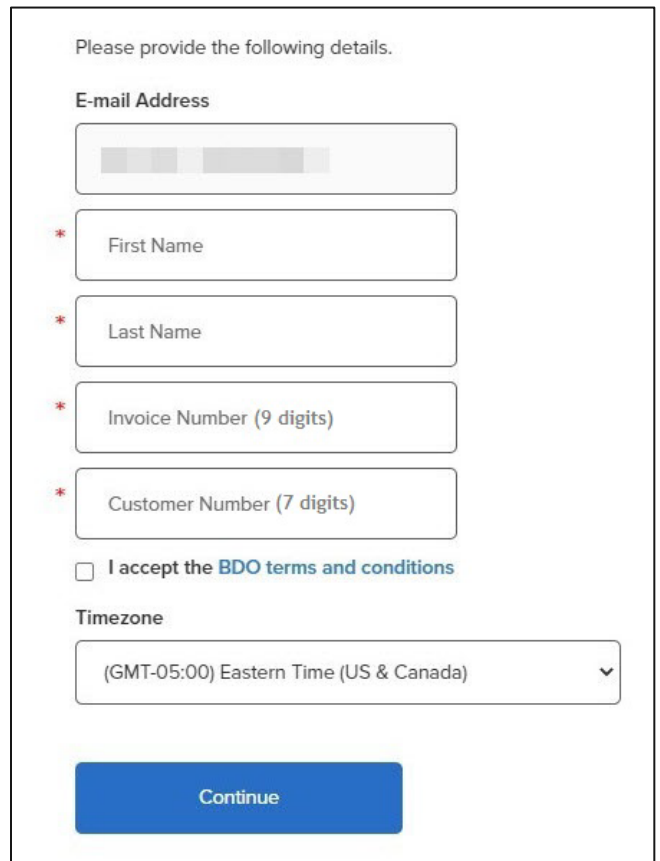 Please provide the following details.
E-mail Address
* First Name
* Last Name
* Invoice Number (9 digits)
* Customer Number (7 digits)
I accept the BDO terms and conditions
Timezone
(GMT-05:00) Eastern Time (US & Canada)
Continue